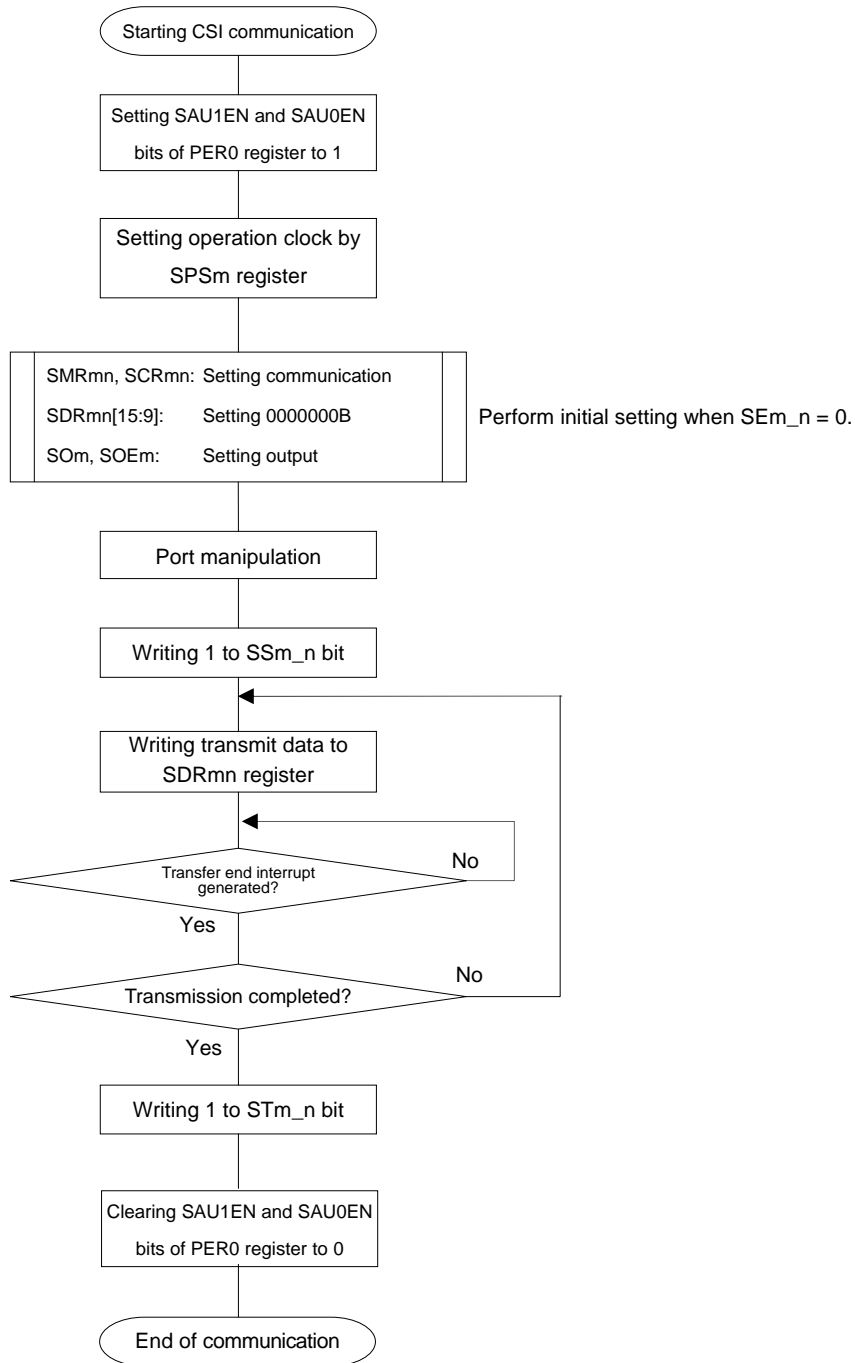 Starting CSI communication
Setting SAU1EN and SAU0EN
bits of PER0 register to 1
Setting operation clock by
SPSm register
SMRmn, SCRmn: Setting communication
SDRmn[15:9]: Setting 0000000B
SOm, SOEm: Setting output
Perform initial setting when SEm_n = 0.
Port manipulation
Writing 1 to SSm_n bit
Writing transmit data to
SDRmn register
Transfer end interrupt
generated?
No
Yes
Transmission completed?
No
Yes
Writing 1 to STm_n bit
Clearing SAU1EN and SAU0EN
bits of PER0 register to 0
End of communication